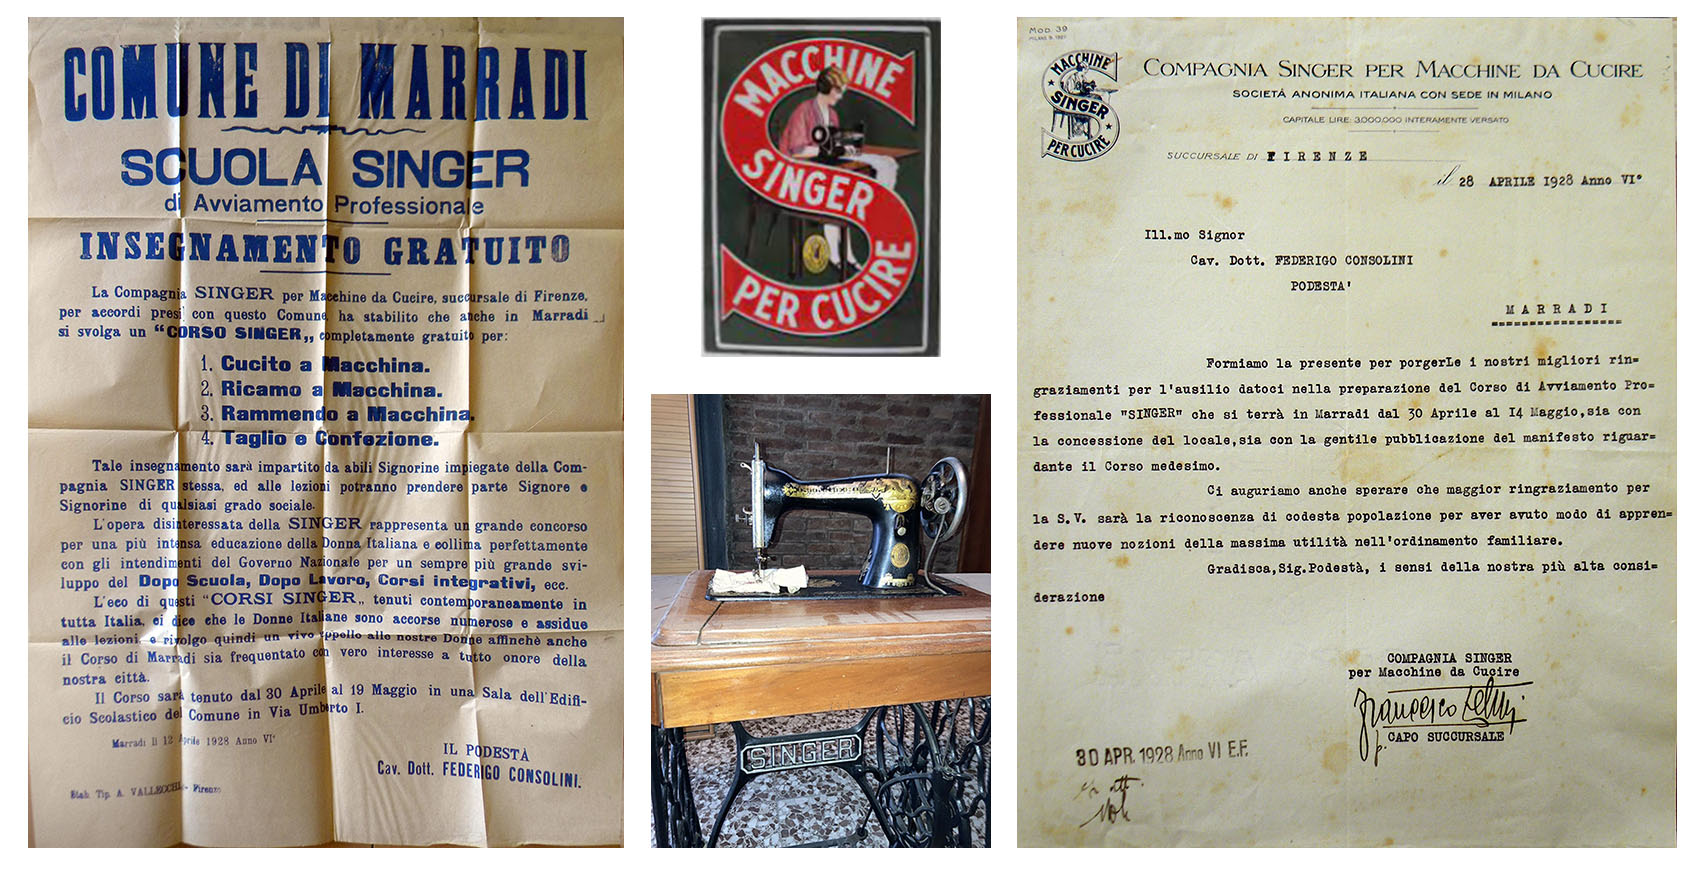 COMUNE DI MARRADI
SCUOLA SINGER
di Avviamento Professionale
INSEGNAMENTO GRATUITO
La Compagnia SINGER per Macchine da Cucire, succursale di Firenze,
per accordi presi con questo Comune, ha stabilito che anche in Marradi
si svolga un "CORSO SINGER„ completamente gratuito per:
1. Cucito a Macchina.
2. Ricamo a Macchina.
3. Rammendo a Macchina.
4. Taglio e Confezione.
Tale insegnamento sarà impartito da abili Signorine impiegate della Com-
pagnia SINGER stessa, ed alle lezioni potranno prendere parte Signore e
Signorine di qualsiasi grado sociale.
L'opera disinteressata della SINGER rappresenta un grande concorso
per una più intensa educazione della Donna Italiana e collima perfettamente
con gli intendimenti del Governo Nazionale per un sempre più grande svi-
luppo del Dopo Scuola, Dopo Lavoro, Corsi integrativi, ecc.
L'eco di questi "CORSI SINGER„ tenuti contemporaneamente in
tutta Italia, ci dice che le Donne Italiane sono accorse numerose e assidue
alle lezioni, e rivolgo quindi un vivo appello alle nostre Donne affinchè anche
il Corso di Marradi sia frequentato con vero interesse a tutto onore della
nostra città.
Il Corso sarà tenuto dal 30 Aprile al 19 Maggio in una Sala dell'Edifi-
cio Scolastico del Comune in Via Umberto I.
Marradi li 12 Aprile 1928 Anno VI°
IL PODESTÀ
Cav. Dott. FEDERIGO CONSOLINI.
Stab. Tip. A. VALLECCHI - Firenze
MACCHINE
SINGER
PER CUCIRE
SINGER
MOD. 39
MACCHINE
SINGER
PER CUCIRE
COMPAGNIA SINGER PER MACCHINE DA CUCIRE
SOCIETÀ ANONIMA ITALIANA CON SEDE IN MILANO
CAPITALE LIRE: 3.000.000 INTERAMENTE VERSATO
SUCCURSALE DI FIRENZE
il 28 APRILE 1928 Anno VI°
Ill.mo Signor
Cav. Dott. FEDERIGO CONSOLINI
PODESTA'
MARRADI
Formiamo la presente per porgerLe i nostri migliori rin=
graziamenti per l'ausilio datoci nella preparazione del Corso di Avviamento Pro=
fessionale "SINGER" che si terrà in Marradi dal 30 Aprile al 14 Maggio,sia con
la concessione del locale,sia con la gentile pubblicazione del manifesto riguar=
dante il Corso medesimo.
Ci auguriamo anche sperare che maggior ringraziamento per
la S.V. sarà la riconoscenza di codesta popolazione per aver avuto modo di appren=
dere nuove nozioni della massima utilità nell'ordinamento familiare.
Gradisca,Sig.Podestà, i sensi della nostra più alta consi=
derazione
COMPAGNIA SINGER
per Macchine da Cucire
Francesco
p. CAPO SUCCURSALE
30 APR. 1928 Anno VI E.F.